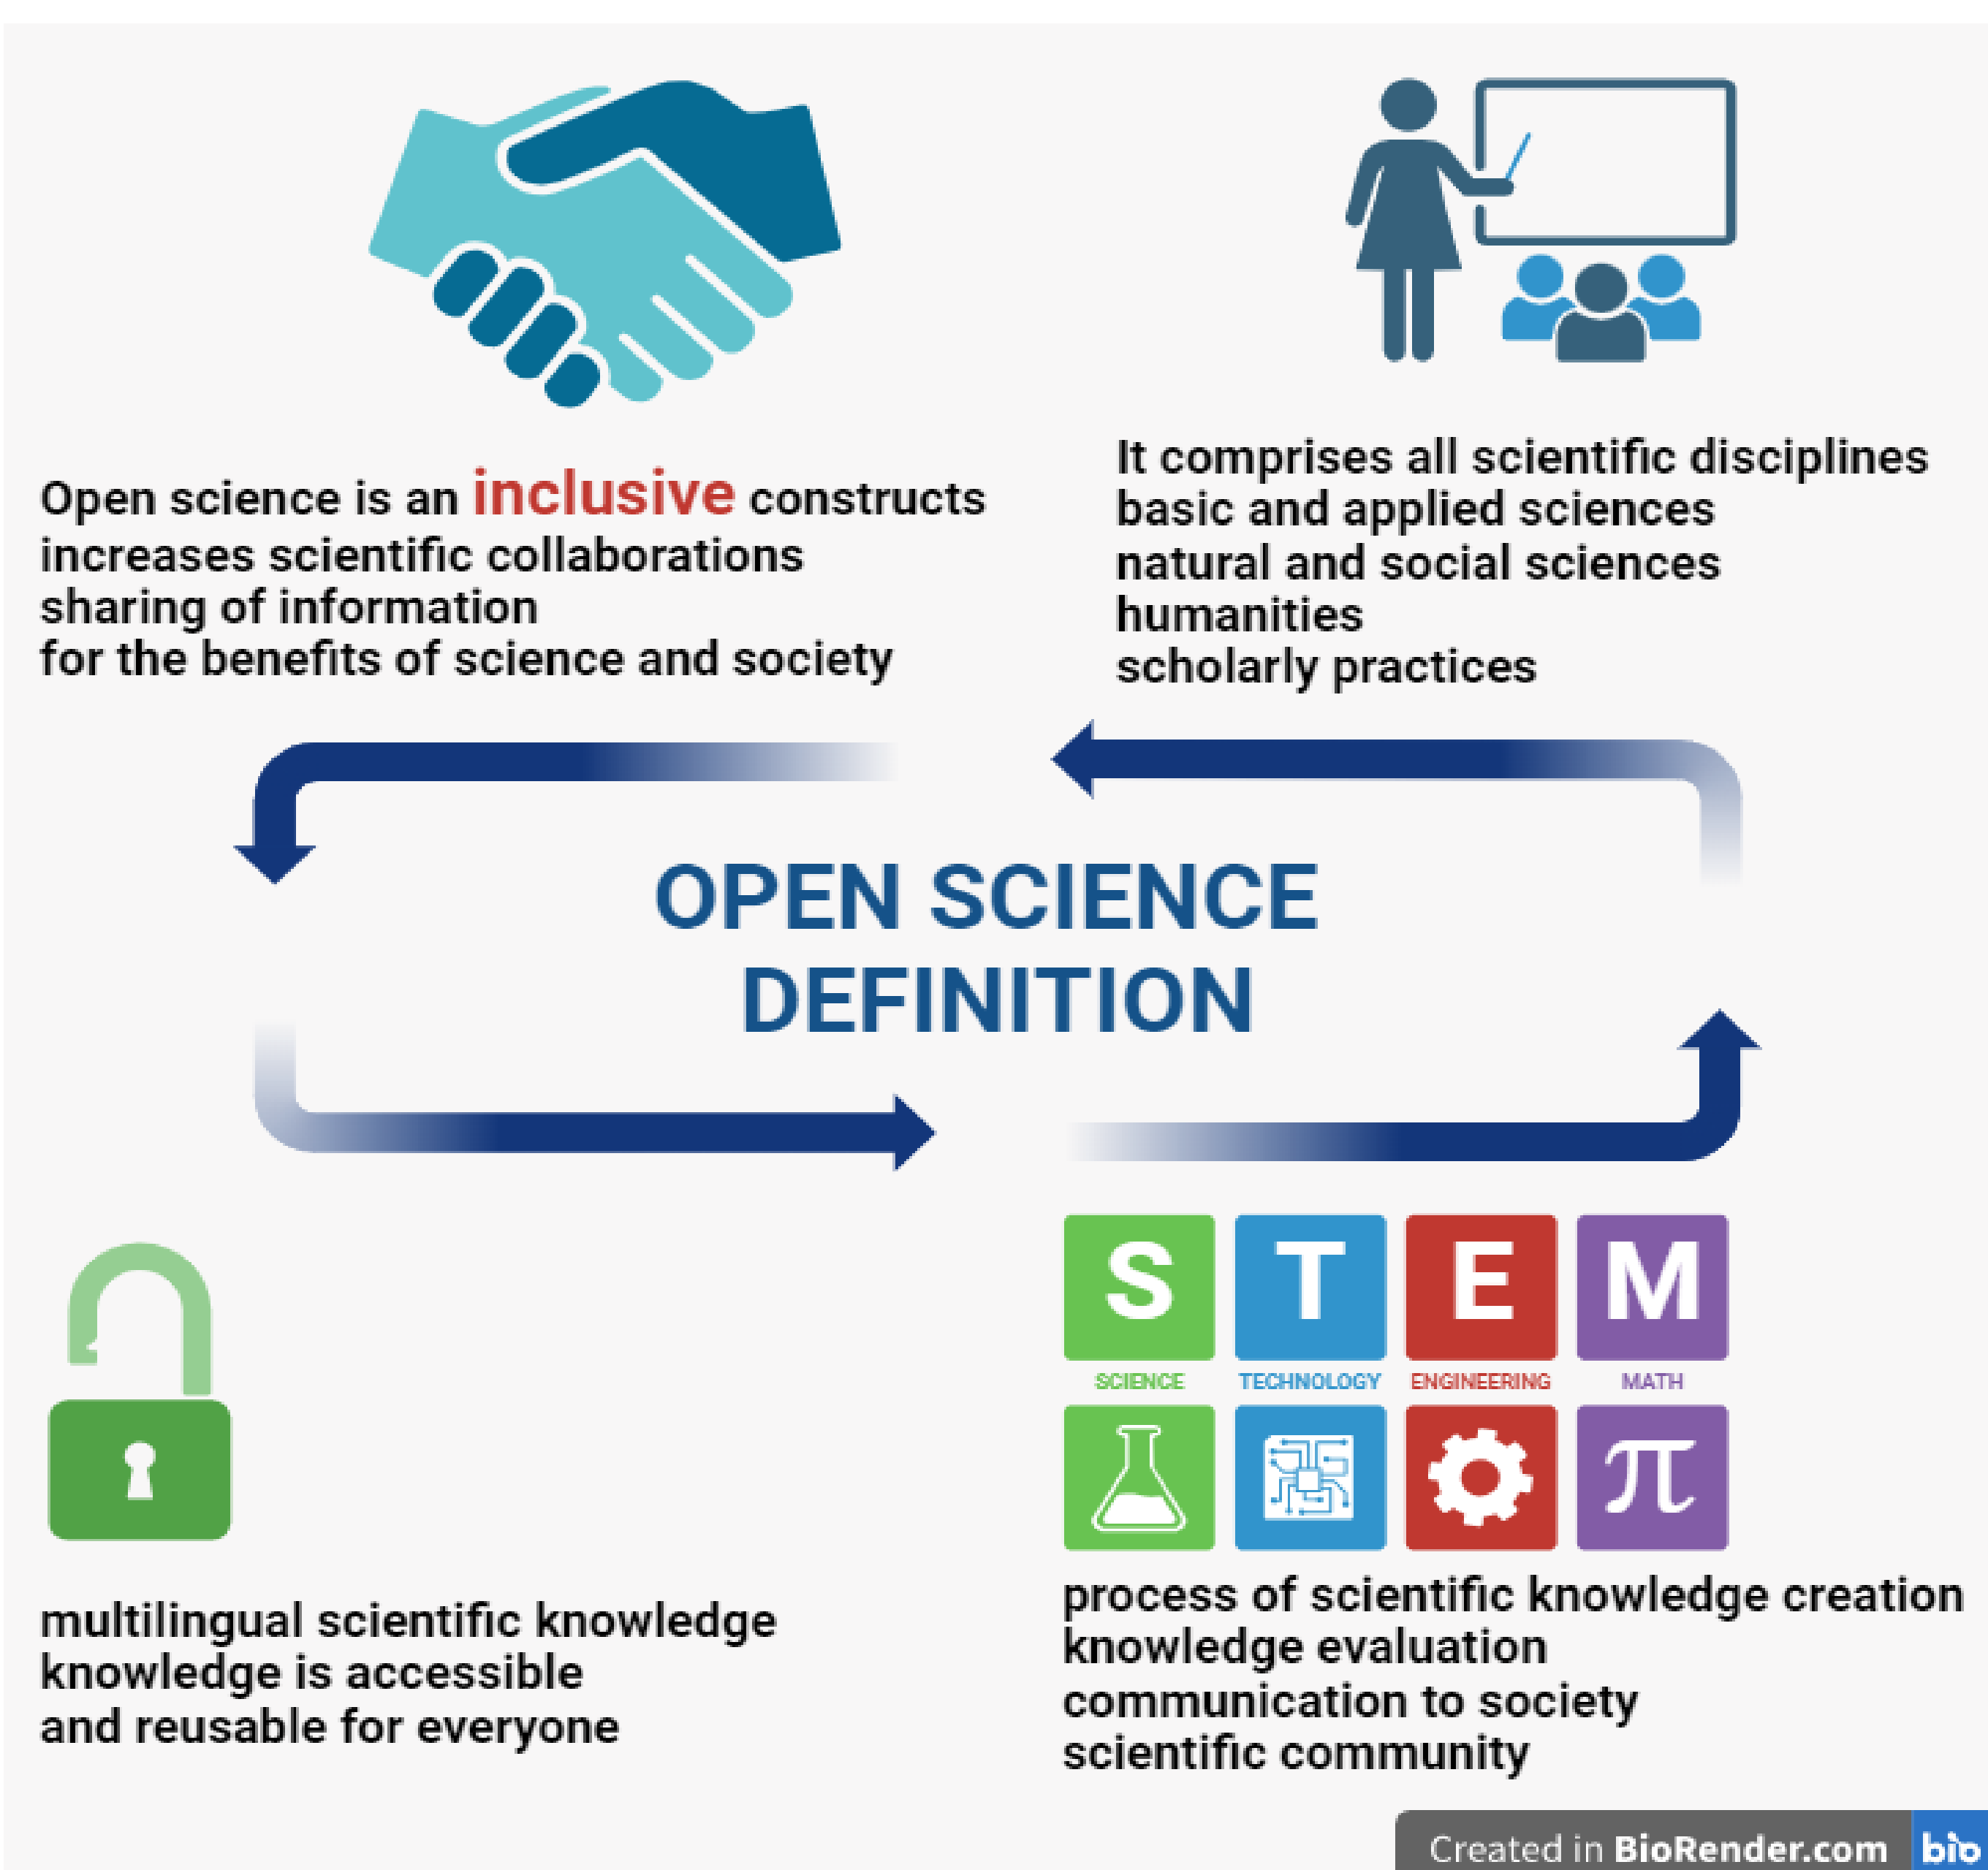 Open science is an inclusive constructs
increases scientific collaborations
sharing of information
for the benefits of science and society
It comprises all scientific disciplines
basic and applied sciences
natural and social sciences
humanities
scholarly practices
OPEN SCIENCE
DEFINITION
multilingual scientific knowledge
knowledge is accessible
and reusable for everyone
S T E M
SCIENCE TECHNOLOGY ENGINEERING MATH
π
process of scientific knowledge creation
knowledge evaluation
communication to society
scientific community
Created in BioRender.com bio